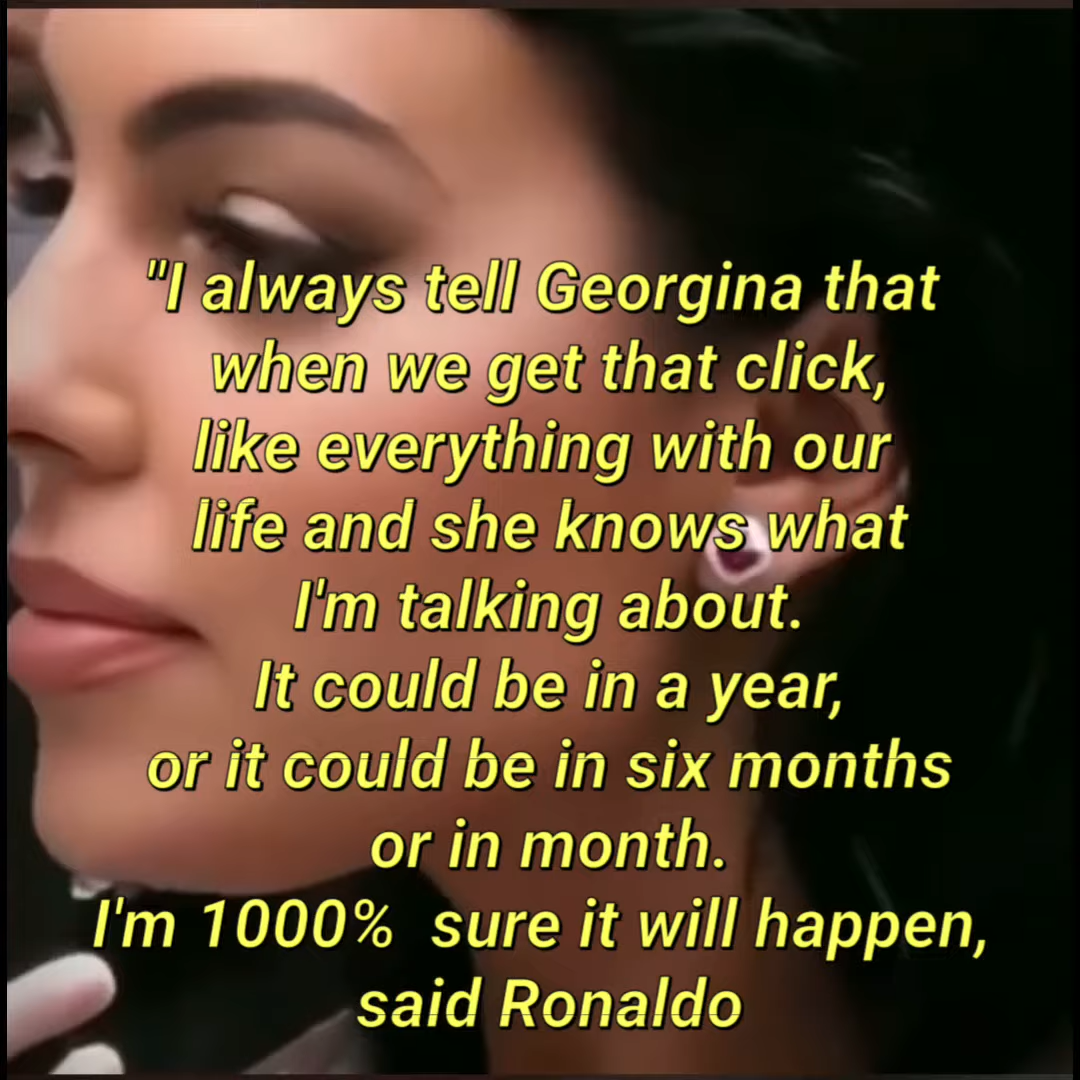 "I always tell Georgina that
when we get that click,
like everything with our
life and she knows what
I'm talking about.
It could be in a year,
or it could be in six months
or in month.
I'm 1000% sure it will happen,
said Ronaldo